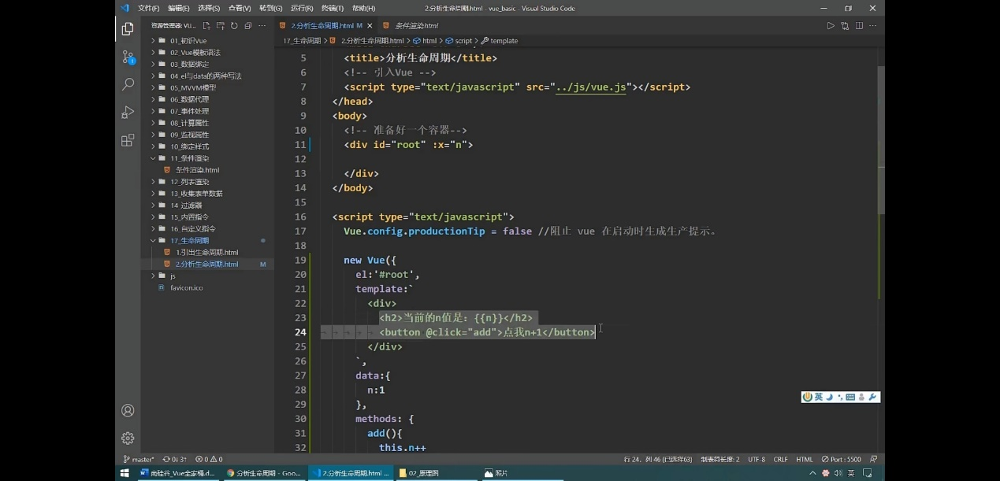 文件(F) 编辑(E) 选择(S) 查看(V) 转到(G) 运行(R) 终端(T) 帮助(H) 2.分析生命周期.html - vue_basic - Visual Studio Code
资源管理器: VU...
2.分析生命周期.html M
条件渲染.html
17_生命周期 > 2.分析生命周期.html > html > script > template
01_初识Vue
02_Vue模板语法
03_数据绑定
04_el与data的两种写法
05_MVVM模型
06_数据代理
07_事件处理
08_计算属性
09_监视属性
10_绑定样式
11_条件渲染
条件渲染.html
12_列表渲染
13_收集表单数据
14_过滤器
15_内置指令
16_自定义指令
17_生命周期
1.引出生命周期.html
2.分析生命周期.html M
js
favicon.ico
5 <title>分析生命周期</title>
6 <!-- 引入Vue -->
7 <script type="text/javascript" src="../js/vue.js"></script>
8 </head>
9 <body>
10 <!-- 准备好一个容器-->
11 <div id="root" :x="n">
12
13 </div>
14 </body>
15
16 <script type="text/javascript">
17 Vue.config.productionTip = false //阻止 vue 在启动时生成生产提示。
18
19 new Vue({
20 el:'#root',
21 template:`
22 <div>
23 <h2>当前的n值是：{{n}}</h2>
24 <button @click="add">点我n+1</button>
25 </div>
26 `,
27 data:{
28 n:1
29 },
30 methods: {
31 add(){
32 this.n++
英
master* 0↓ 3↑ 0 0 行 24，列 46 (已选择63) 制表符长度: 2 UTF-8 CRLF HTML Port : 5500
尚硅谷_Vue全家桶.d... 分析生命周期 - Goo... 2.分析生命周期.html ... 02_原理图 照片 英